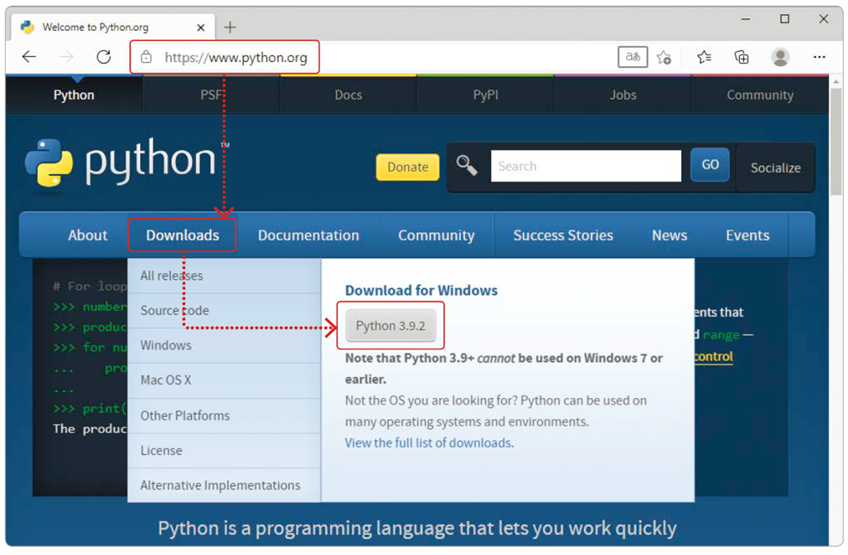 Welcome to Python.org
https://www.python.org
Python PSF Docs PyPI Jobs Community
python™
Donate Search GO Socialize
About Downloads Documentation Community Success Stories News Events
All releases
Source code
Windows
Mac OS X
Other Platforms
License
Alternative Implementations
Download for Windows
Python 3.9.2
Note that Python 3.9+ cannot be used on Windows 7 or
earlier.
Not the OS you are looking for? Python can be used on
many operating systems and environments.
View the full list of downloads.
# For loop
>>> number
>>> produc
>>> for nu
... pro
...
>>> print(
The produc
ents that
d range —
control
Python is a programming language that lets you work quickly